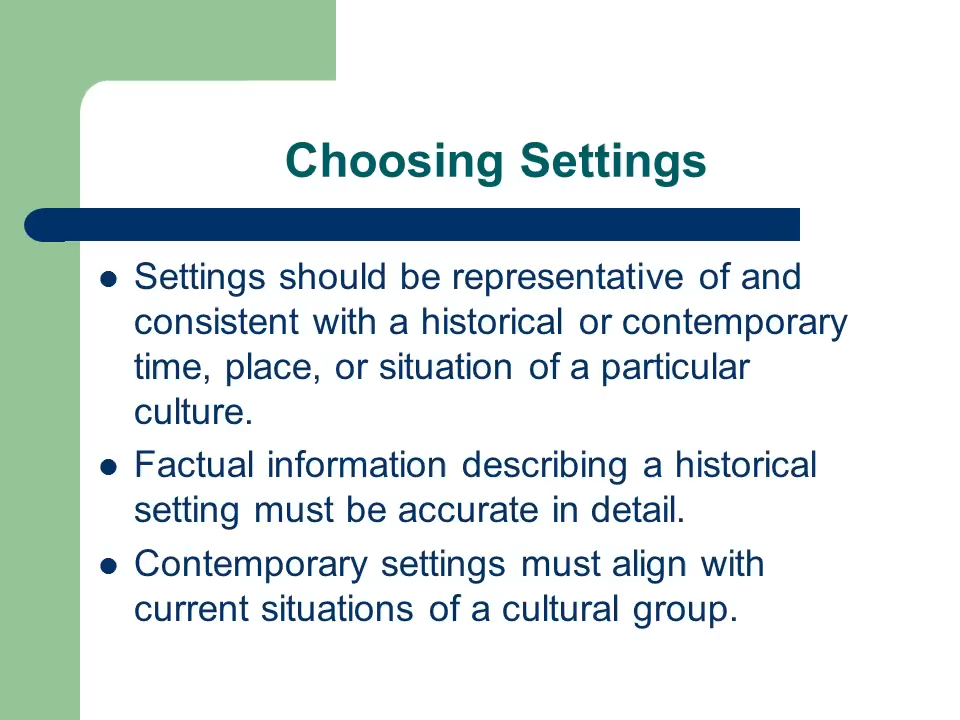 Choosing Settings
Settings should be representative of and
consistent with a historical or contemporary
time, place, or situation of a particular
culture.
Factual information describing a historical
setting must be accurate in detail.
Contemporary settings must align with
current situations of a cultural group.